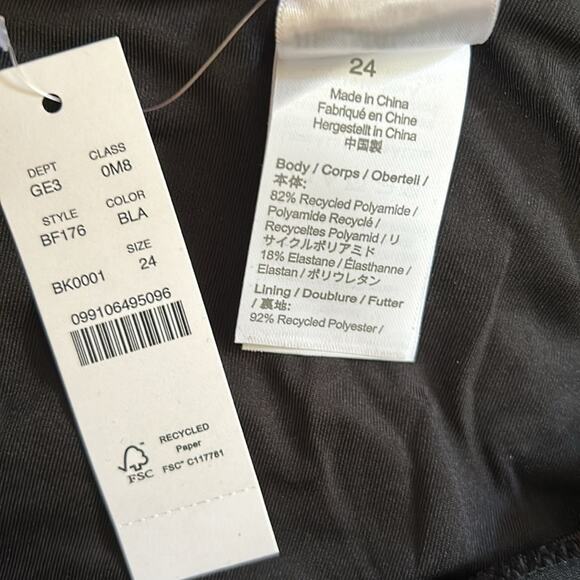 DEPT
GE3
CLASS
0M8
STYLE
BF176
COLOR
BLA
BK0001
SIZE
24
099106495096
FSC
RECYCLED
Paper
FSC® C117781
24
Made in China
Fabriqué en Chine
Hergestellt in China
中国製
Body / Corps / Oberteil /
本体:
82% Recycled Polyamide /
Polyamide Recyclé /
Recyceltes Polyamid / リ
サイクルポリアミド
18% Elastane / Élasthanne /
Elastan / ポリウレタン
Lining / Doublure / Futter
/ 裏地:
92% Recycled Polyester /